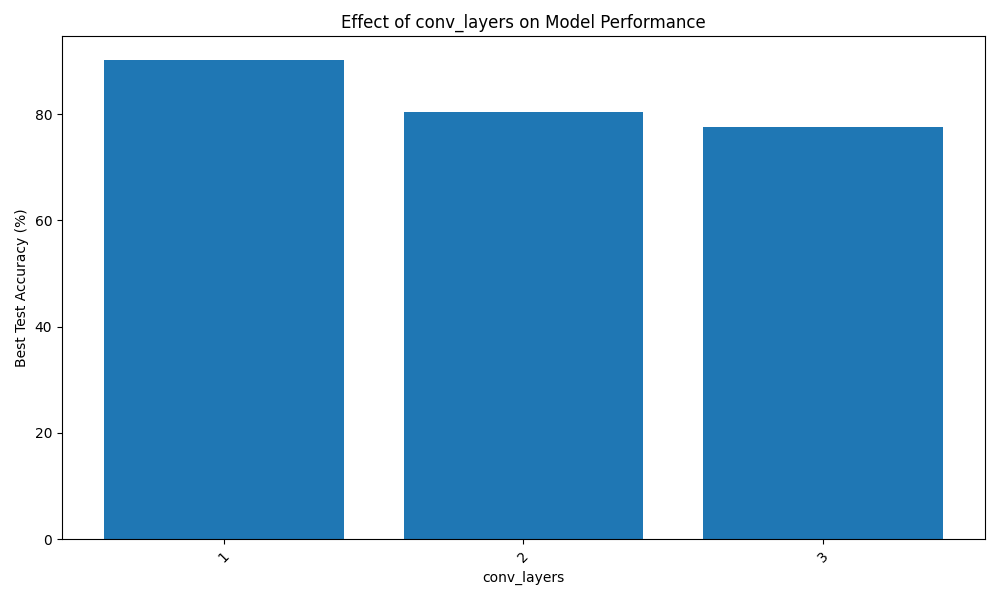 Effect of conv_layers on Model Performance
Best Test Accuracy (%)
80
60
40
20
0
1
2
3
conv_layers